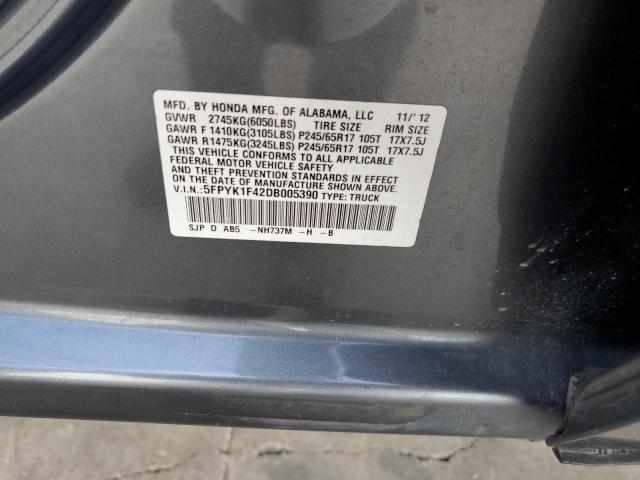 MFD. BY HONDA MFG. OF ALABAMA, LLC 11/'12
GVWR 2745KG(6050LBS) TIRE SIZE RIM SIZE
GAWR F 1410KG(3105LBS) P245/65R17 105T 17X7.5J
GAWR R1475KG(3245LBS) P245/65R17 105T 17X7.5J
THIS VEHICLE CONFORMS TO ALL APPLICABLE
FEDERAL MOTOR VEHICLE SAFETY
AND THEFT PREVENTION STANDARDS IN EFFECT ON
THE DATE OF MANUFACTURE SHOWN ABOVE.
V.I.N.:5FPYK1F42DB005390 TYPE:TRUCK
SJP D AB5 -NH737M -H -B